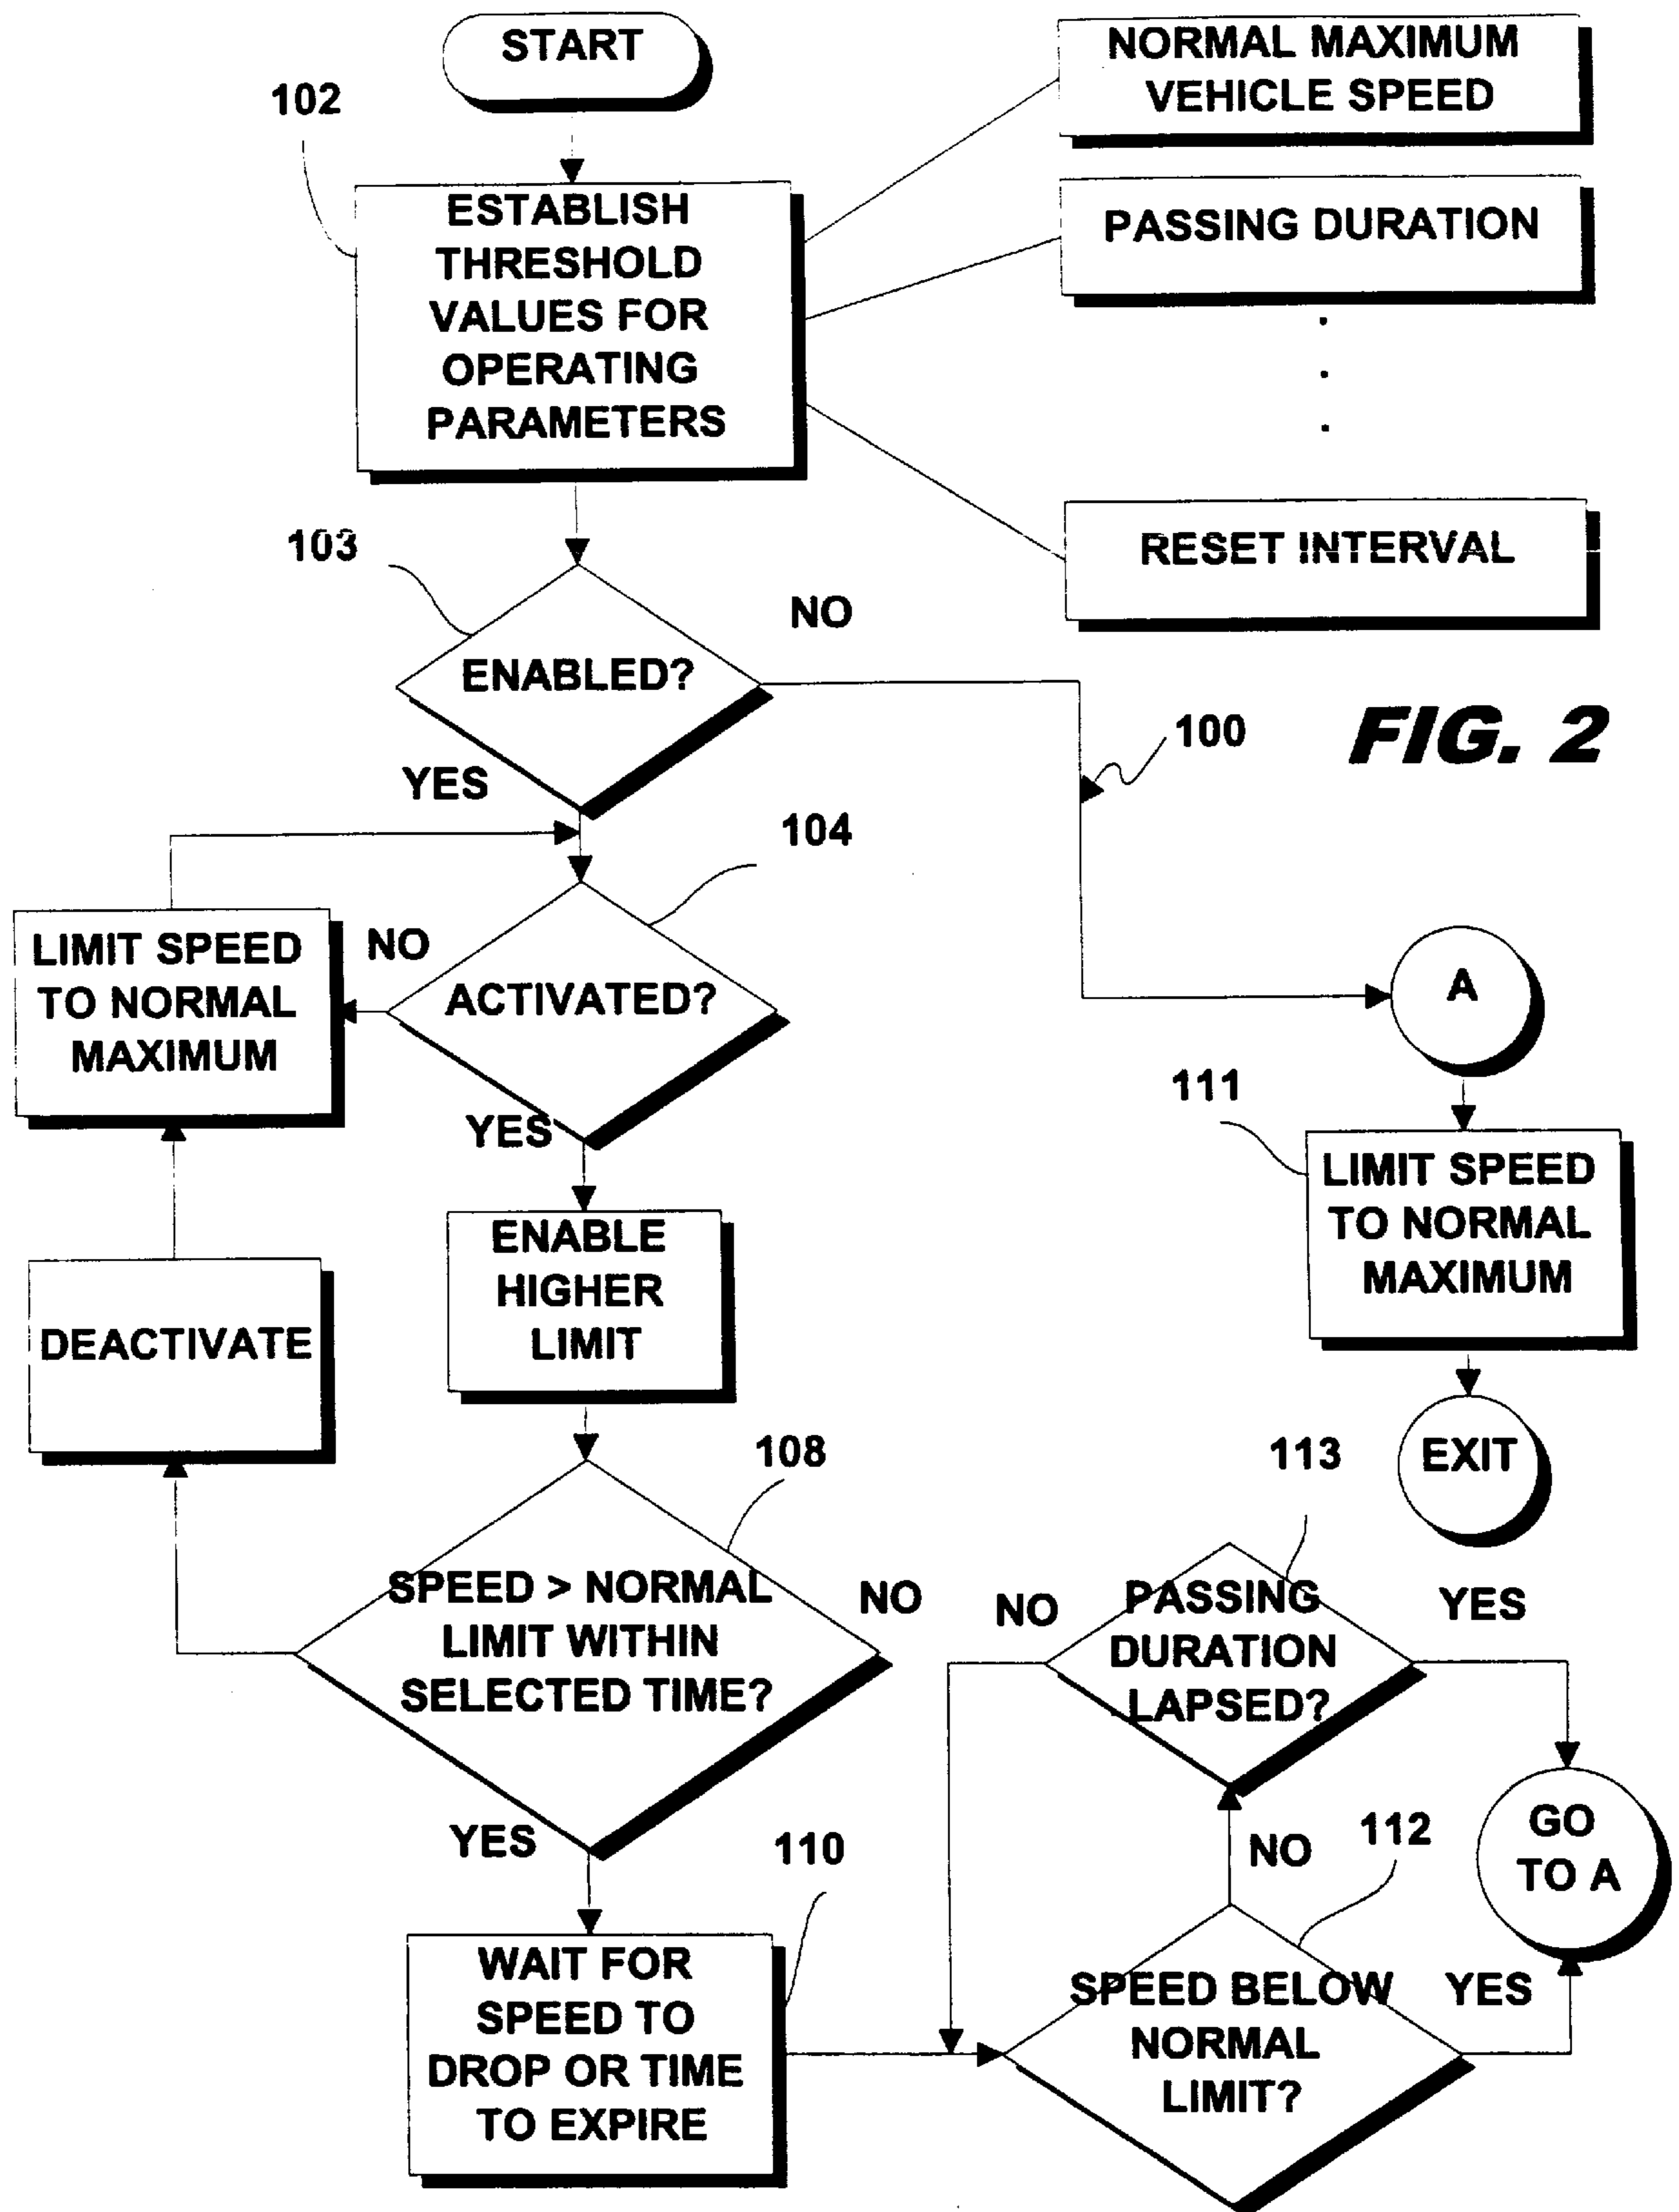 START
NORMAL MAXIMUM
VEHICLE SPEED
102
ESTABLISH
THRESHOLD
VALUES FOR
OPERATING
PARAMETERS
PASSING DURATION
.
.
.
RESET INTERVAL
103
ENABLED?
NO
YES
100
FIG. 2
104
LIMIT SPEED
TO NORMAL
MAXIMUM
NO
ACTIVATED?
YES
A
111
LIMIT SPEED
TO NORMAL
MAXIMUM
EXIT
ENABLE
HIGHER
LIMIT
DEACTIVATE
108
SPEED > NORMAL
LIMIT WITHIN
SELECTED TIME?
NO
YES
113
NO
PASSING
DURATION
LAPSED?
YES
GO
TO A
110
WAIT FOR
SPEED TO
DROP OR TIME
TO EXPIRE
NO
112
SPEED BELOW
NORMAL
LIMIT?
YES